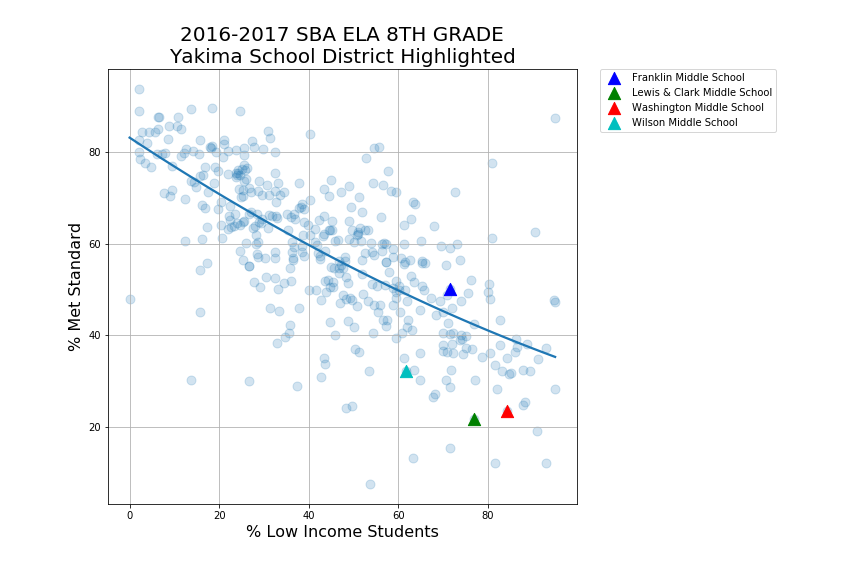 2016-2017 SBA ELA 8TH GRADE
Yakima School District Highlighted
Franklin Middle School
Lewis & Clark Middle School
Washington Middle School
Wilson Middle School
% Met Standard
80
60
40
20
0
20
40
60
80
% Low Income Students